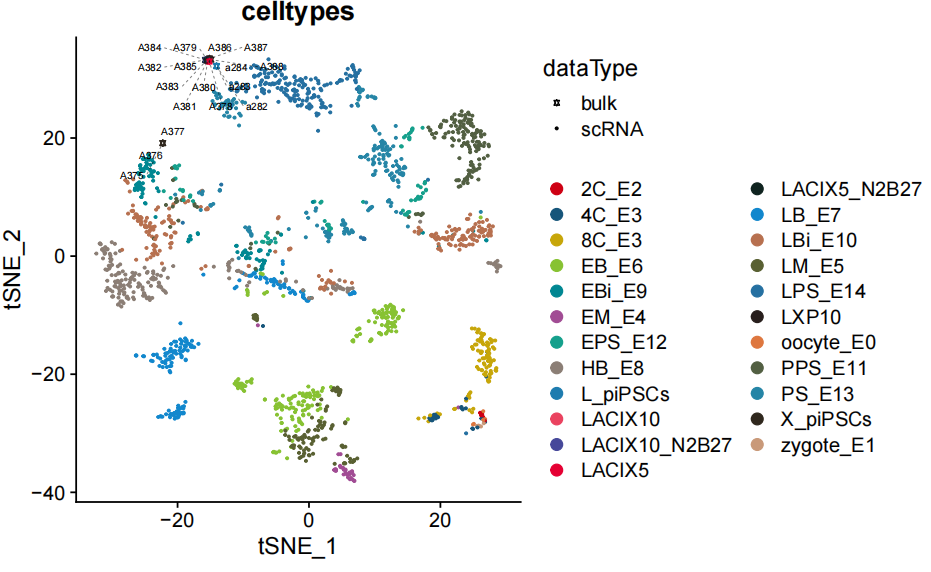 celltypes
A384 A379 A386 A387
A382 A385 a284 A388
A383 A380 a283
A381 A378 a282
A377
A376
A375
20
0
−20
−40
−20 0 20
tSNE_1
tSNE_2
dataType
bulk
scRNA
2C_E2
4C_E3
8C_E3
EB_E6
EBi_E9
EM_E4
EPS_E12
HB_E8
L_piPSCs
LACIX10
LACIX10_N2B27
LACIX5
LACIX5_N2B27
LB_E7
LBi_E10
LM_E5
LPS_E14
LXP10
oocyte_E0
PPS_E11
PS_E13
X_piPSCs
zygote_E1